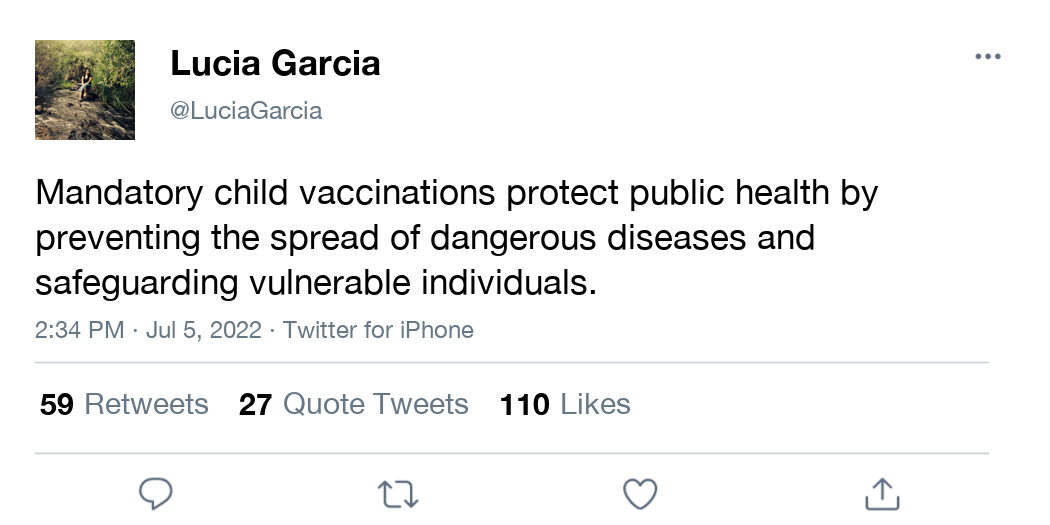 Lucia Garcia
@LuciaGarcia
Mandatory child vaccinations protect public health by
preventing the spread of dangerous diseases and
safeguarding vulnerable individuals.
2:34 PM · Jul 5, 2022 · Twitter for iPhone
59 Retweets 27 Quote Tweets 110 Likes